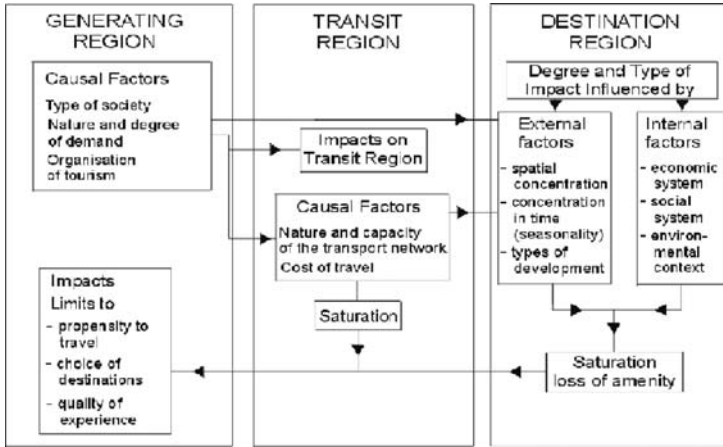 GENERATING
REGION
Causal Factors
Type of society
Nature and degree
of demand
Organisation
of tourism
Impacts
Limits to
- propensity to
travel
- choice of
destinations
- quality of
experience
TRANSIT
REGION
Impacts on
Transit Region
Causal Factors
Nature and capacity
of the transport network
Cost of travel
Saturation
DESTINATION
REGION
Degree and Type of
Impact Influenced by
External
factors
- spatial
concentration
- concentration
in time
(seasonality)
- types of
development
Internal
factors
- economic
system
- social
system
- environ-
mental
context
Saturation
loss of amenity